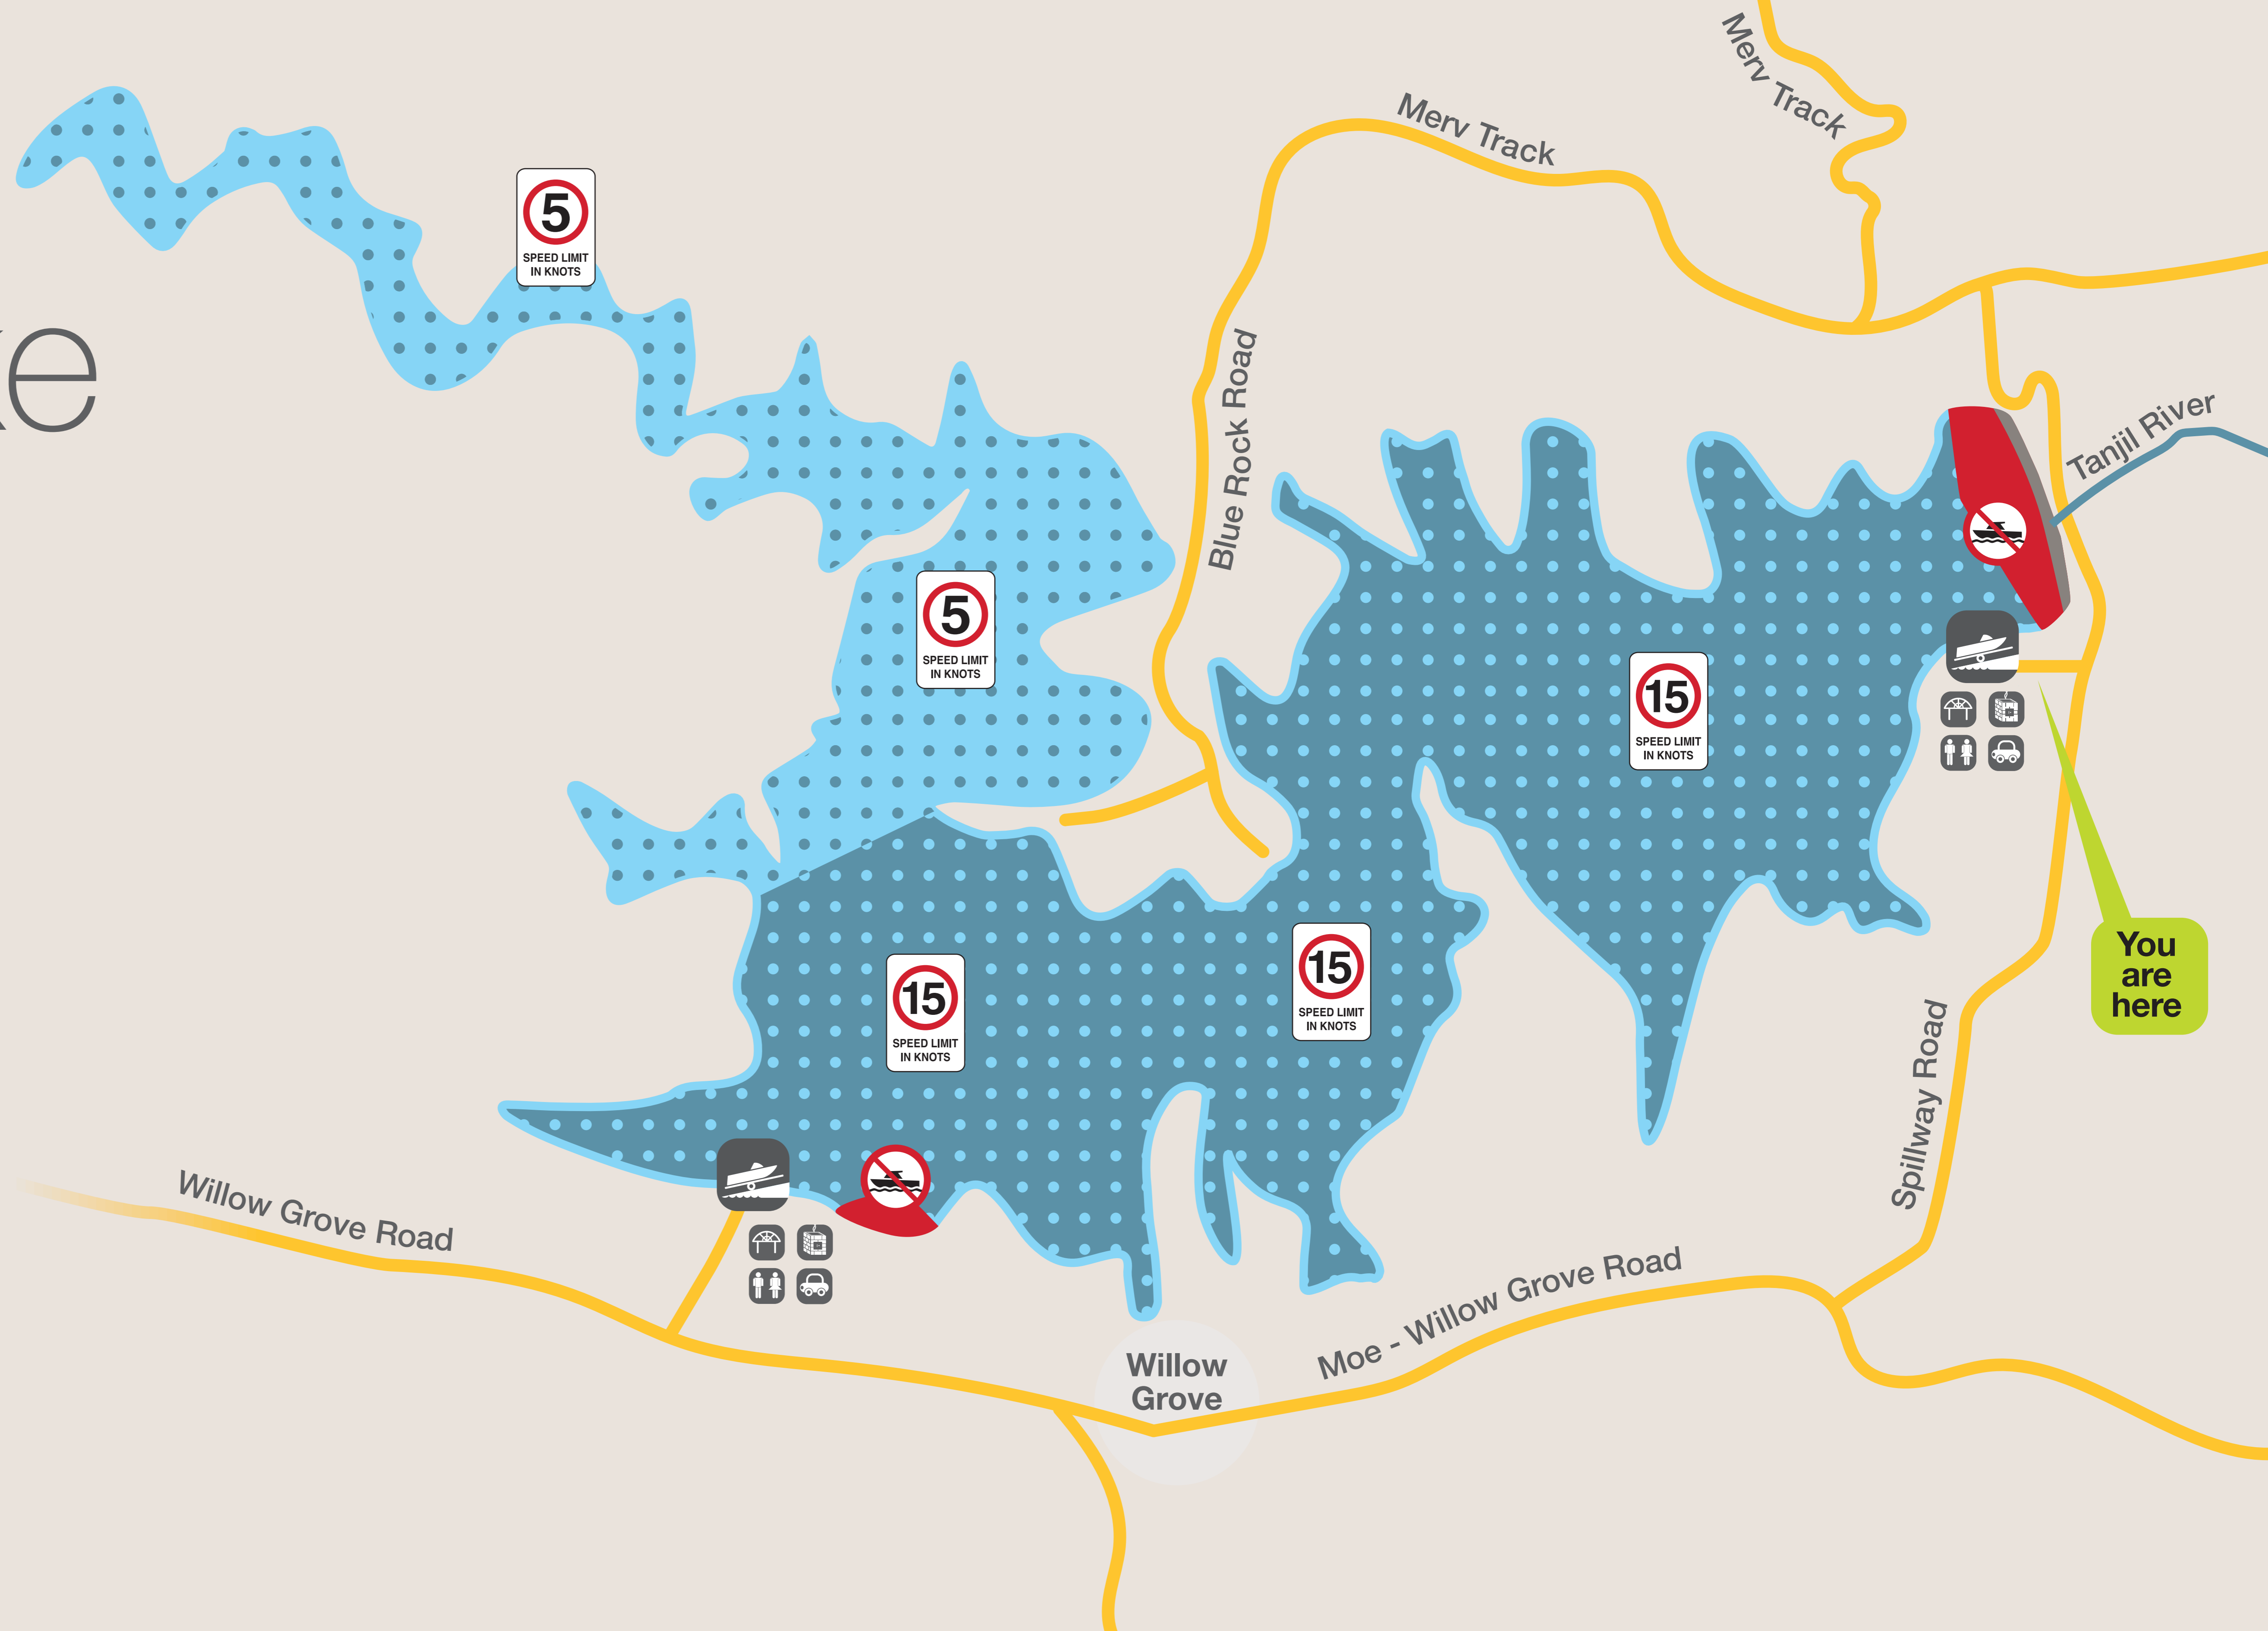 Merv Track
Merv Track
5
SPEED LIMIT
IN KNOTS
Blue Rock Road
Tanjil River
5
SPEED LIMIT
IN KNOTS
15
SPEED LIMIT
IN KNOTS
You
are
here
15
SPEED LIMIT
IN KNOTS
15
SPEED LIMIT
IN KNOTS
Spillway Road
Willow Grove Road
Moe - Willow Grove Road
Willow
Grove